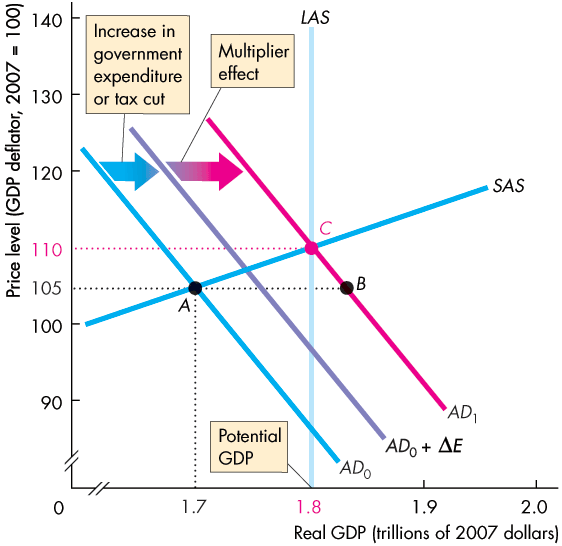 Price level (GDP deflator, 2007 = 100)
140
130
120
110
105
100
90
0
Increase in
government
expenditure
or tax cut
Multiplier
effect
LAS
SAS
C
A
B
AD₁
AD₀ + ΔE
AD₀
Potential
GDP
1.7
1.8
1.9
2.0
Real GDP (trillions of 2007 dollars)